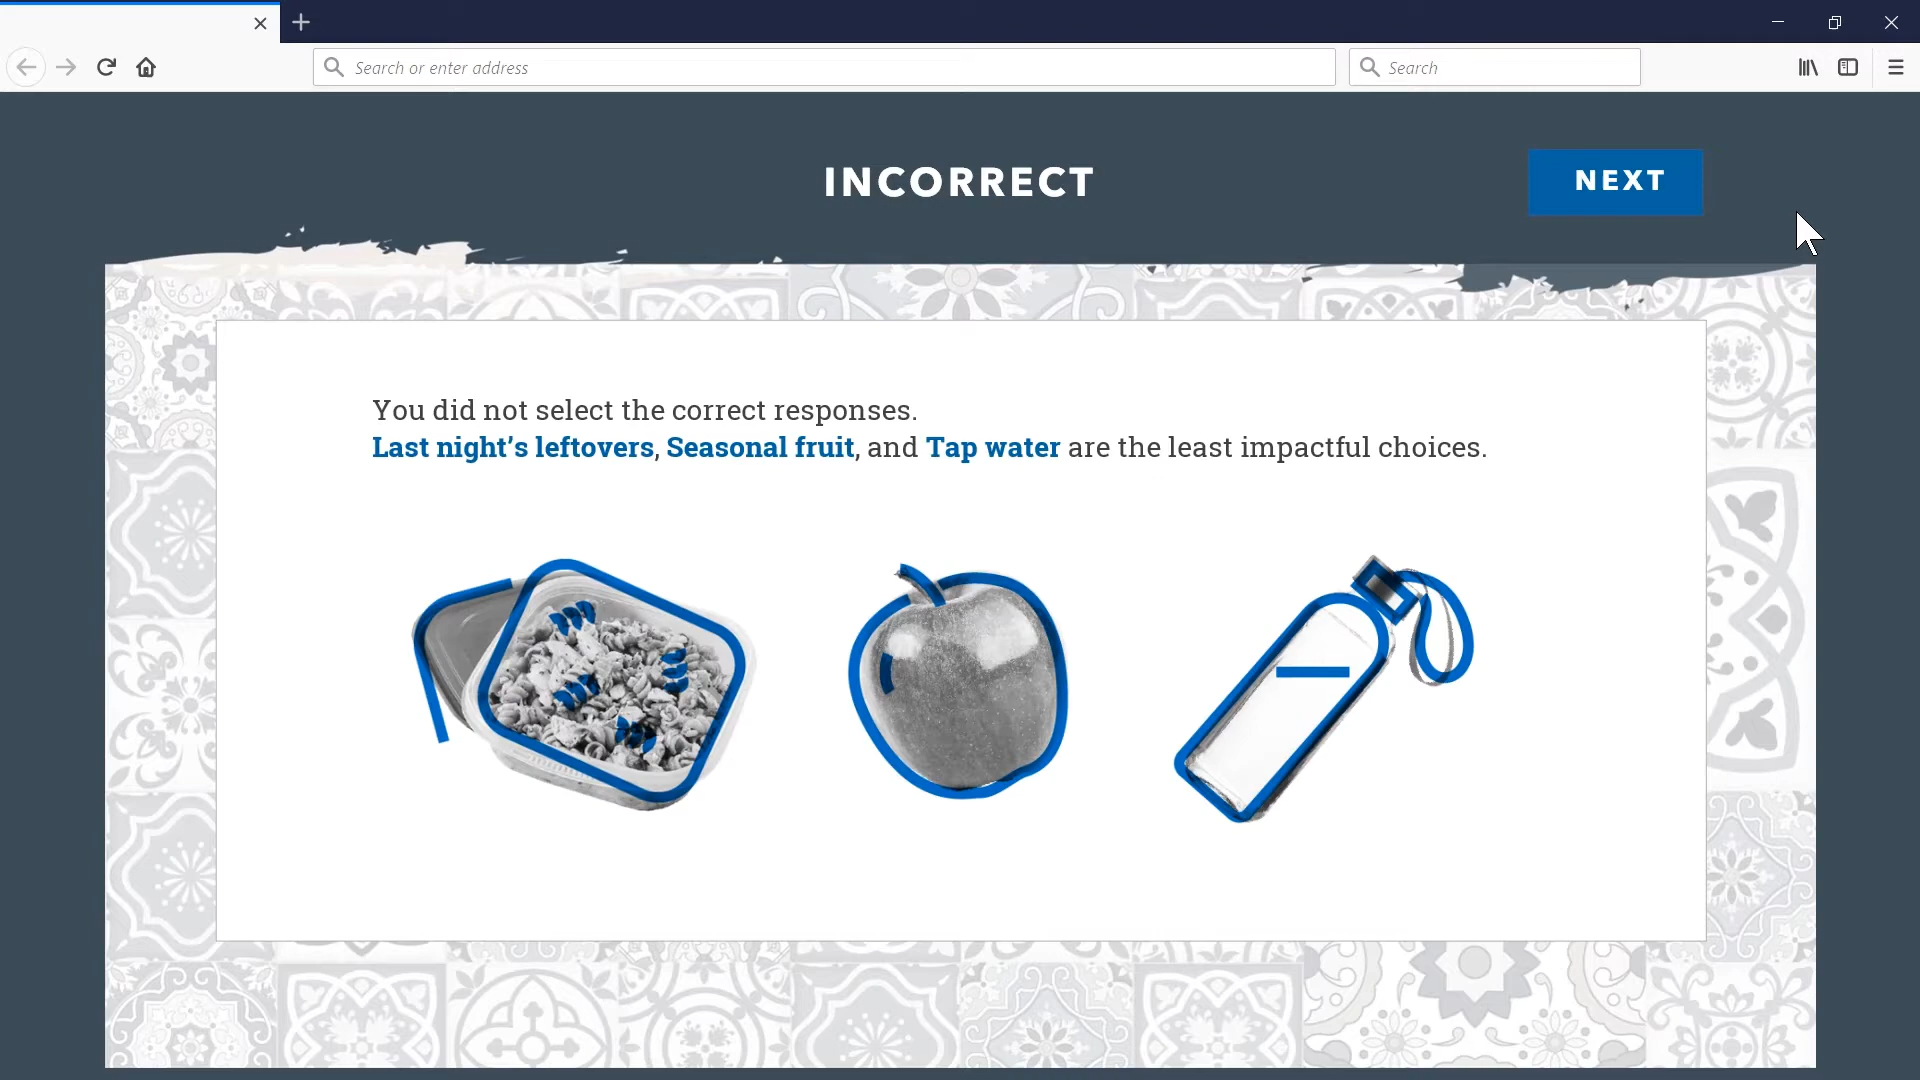 Search or enter address
Search
INCORRECT
NEXT
You did not select the correct responses.
Last night’s leftovers, Seasonal fruit, and Tap water are the least impactful choices.